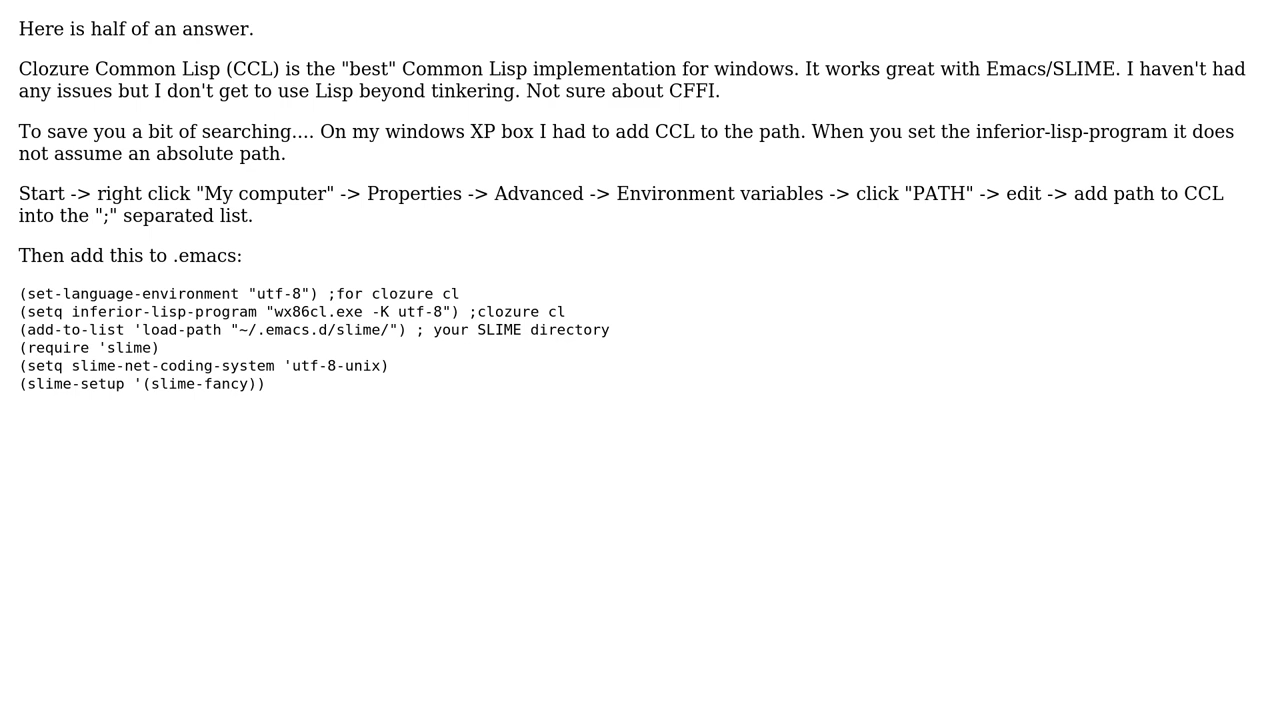 Here is half of an answer.
Clozure Common Lisp (CCL) is the "best" Common Lisp implementation for windows. It works great with Emacs/SLIME. I haven't had
any issues but I don't get to use Lisp beyond tinkering. Not sure about CFFI.
To save you a bit of searching.... On my windows XP box I had to add CCL to the path. When you set the inferior-lisp-program it does
not assume an absolute path.
Start -> right click "My computer" -> Properties -> Advanced -> Environment variables -> click "PATH" -> edit -> add path to CCL
into the ";" separated list.
Then add this to .emacs:
(set-language-environment "utf-8") ;for clozure cl
(setq inferior-lisp-program "wx86cl.exe -K utf-8") ;clozure cl
(add-to-list 'load-path "~/.emacs.d/slime/") ; your SLIME directory
(require 'slime)
(setq slime-net-coding-system 'utf-8-unix)
(slime-setup '(slime-fancy))